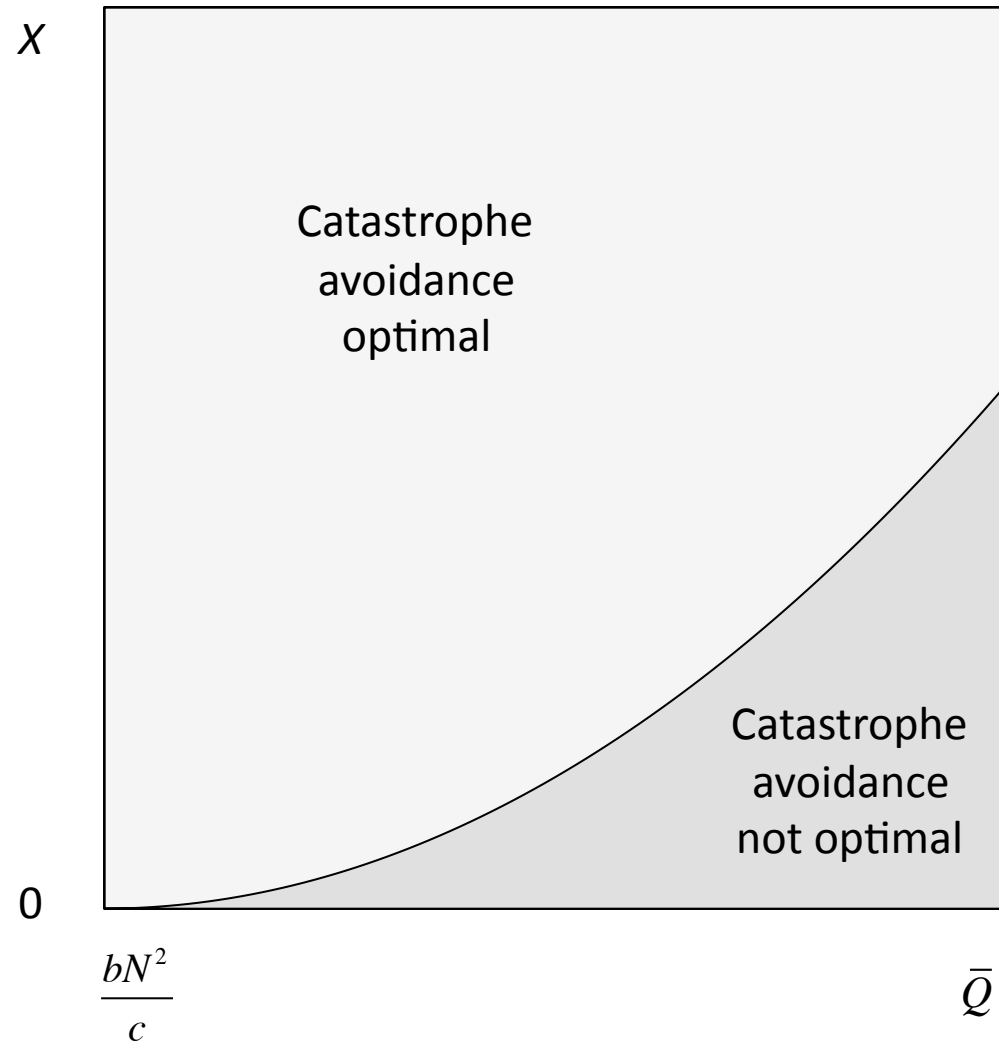 X
Catastrophe
avoidance
optimal
Catastrophe
avoidance
not optimal
0
bN²
c
Q̄